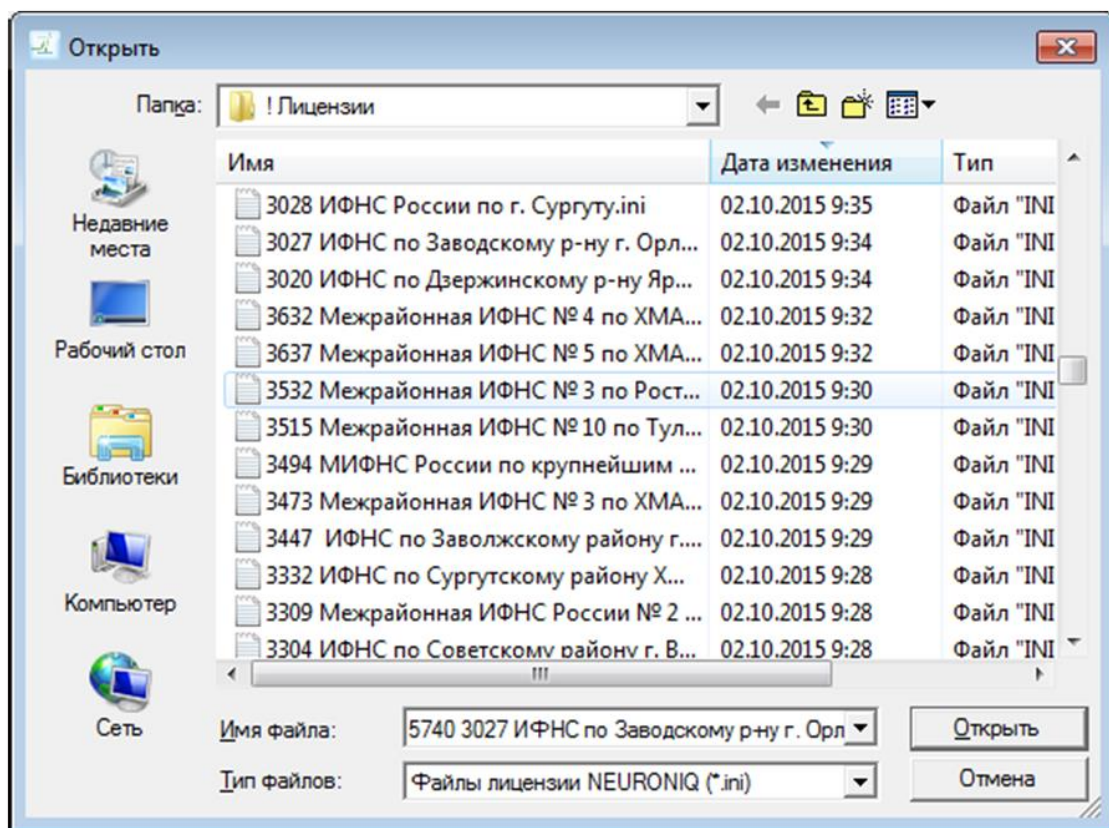 Открыть
Папка: ! Лицензии
Имя Дата изменения Тип
3028 ИФНС России по г. Сургуту.ini 02.10.2015 9:35 Файл "INI
3027 ИФНС по Заводскому р-ну г. Орл... 02.10.2015 9:34 Файл "INI
3020 ИФНС по Дзержинскому р-ну Яр... 02.10.2015 9:34 Файл "INI
3632 Межрайонная ИФНС № 4 по ХМА... 02.10.2015 9:32 Файл "INI
3637 Межрайонная ИФНС № 5 по ХМА... 02.10.2015 9:32 Файл "INI
3532 Межрайонная ИФНС № 3 по Рост... 02.10.2015 9:30 Файл "INI
3515 Межрайонная ИФНС № 10 по Тул... 02.10.2015 9:30 Файл "INI
3494 МИФНС России по крупнейшим ... 02.10.2015 9:29 Файл "INI
3473 Межрайонная ИФНС № 3 по ХМА... 02.10.2015 9:29 Файл "INI
3447 ИФНС по Заволжскому району г.... 02.10.2015 9:29 Файл "INI
3332 ИФНС по Сургутскому району Х... 02.10.2015 9:28 Файл "INI
3309 Межрайонная ИФНС России № 2 ... 02.10.2015 9:28 Файл "INI
3304 ИФНС по Советскому району г. В... 02.10.2015 9:28 Файл "INI
Недавние
места
Рабочий стол
Библиотеки
Компьютер
Сеть
Имя файла: 5740 3027 ИФНС по Заводскому р-ну г. Орл Открыть
Тип файлов: Файлы лицензии NEURONIQ (*.ini) Отмена